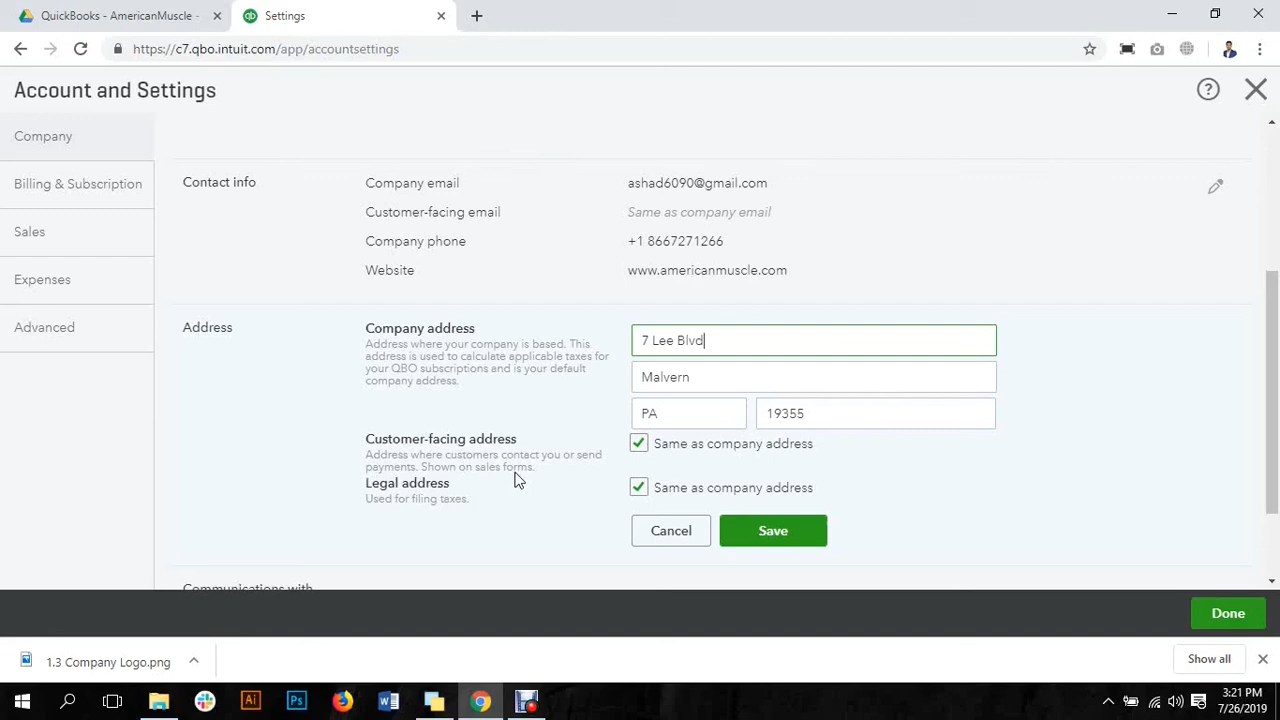 QuickBooks - AmericanMuscle -
Settings
https://c7.qbo.intuit.com/app/accountsettings
Account and Settings
Company
Billing & Subscription
Sales
Expenses
Advanced
Contact info
Company email
ashad6090@gmail.com
Customer-facing email
Same as company email
Company phone
+1 8667271266
Website
www.americanmuscle.com
Address
Company address
Address where your company is based. This
address is used to calculate applicable taxes for
your QBO subscriptions and is your default
company address.
7 Lee Blvd
Malvern
PA
19355
Customer-facing address
Address where customers contact you or send
payments. Shown on sales forms.
Same as company address
Legal address
Used for filing taxes.
Same as company address
Cancel
Save
Communications with
Done
1.3 Company Logo.png
Show all
Ai
Ps
3:21 PM
7/26/2019